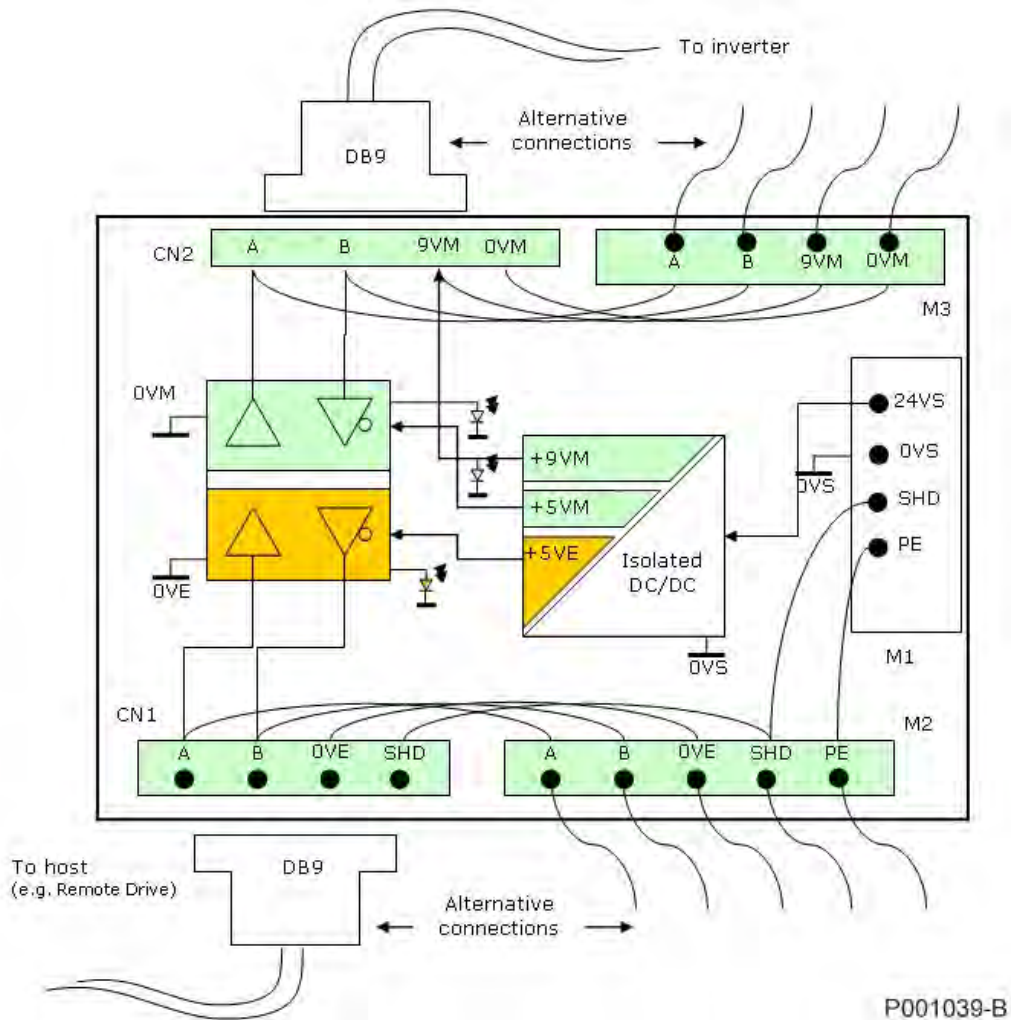 To inverter
Alternative
connections
DB9
CN2
A B 9VM 0VM
A B 9VM 0VM
M3
0VM
24VS
0VS
0VS
SHD
PE
+9VM
+5VM
+5VE
Isolated
DC/DC
0VE
0VS
M1
CN1
M2
A B 0VE SHD
A B 0VE SHD PE
To host
(e.g. Remote Drive)
DB9
Alternative
connections
P001039-B